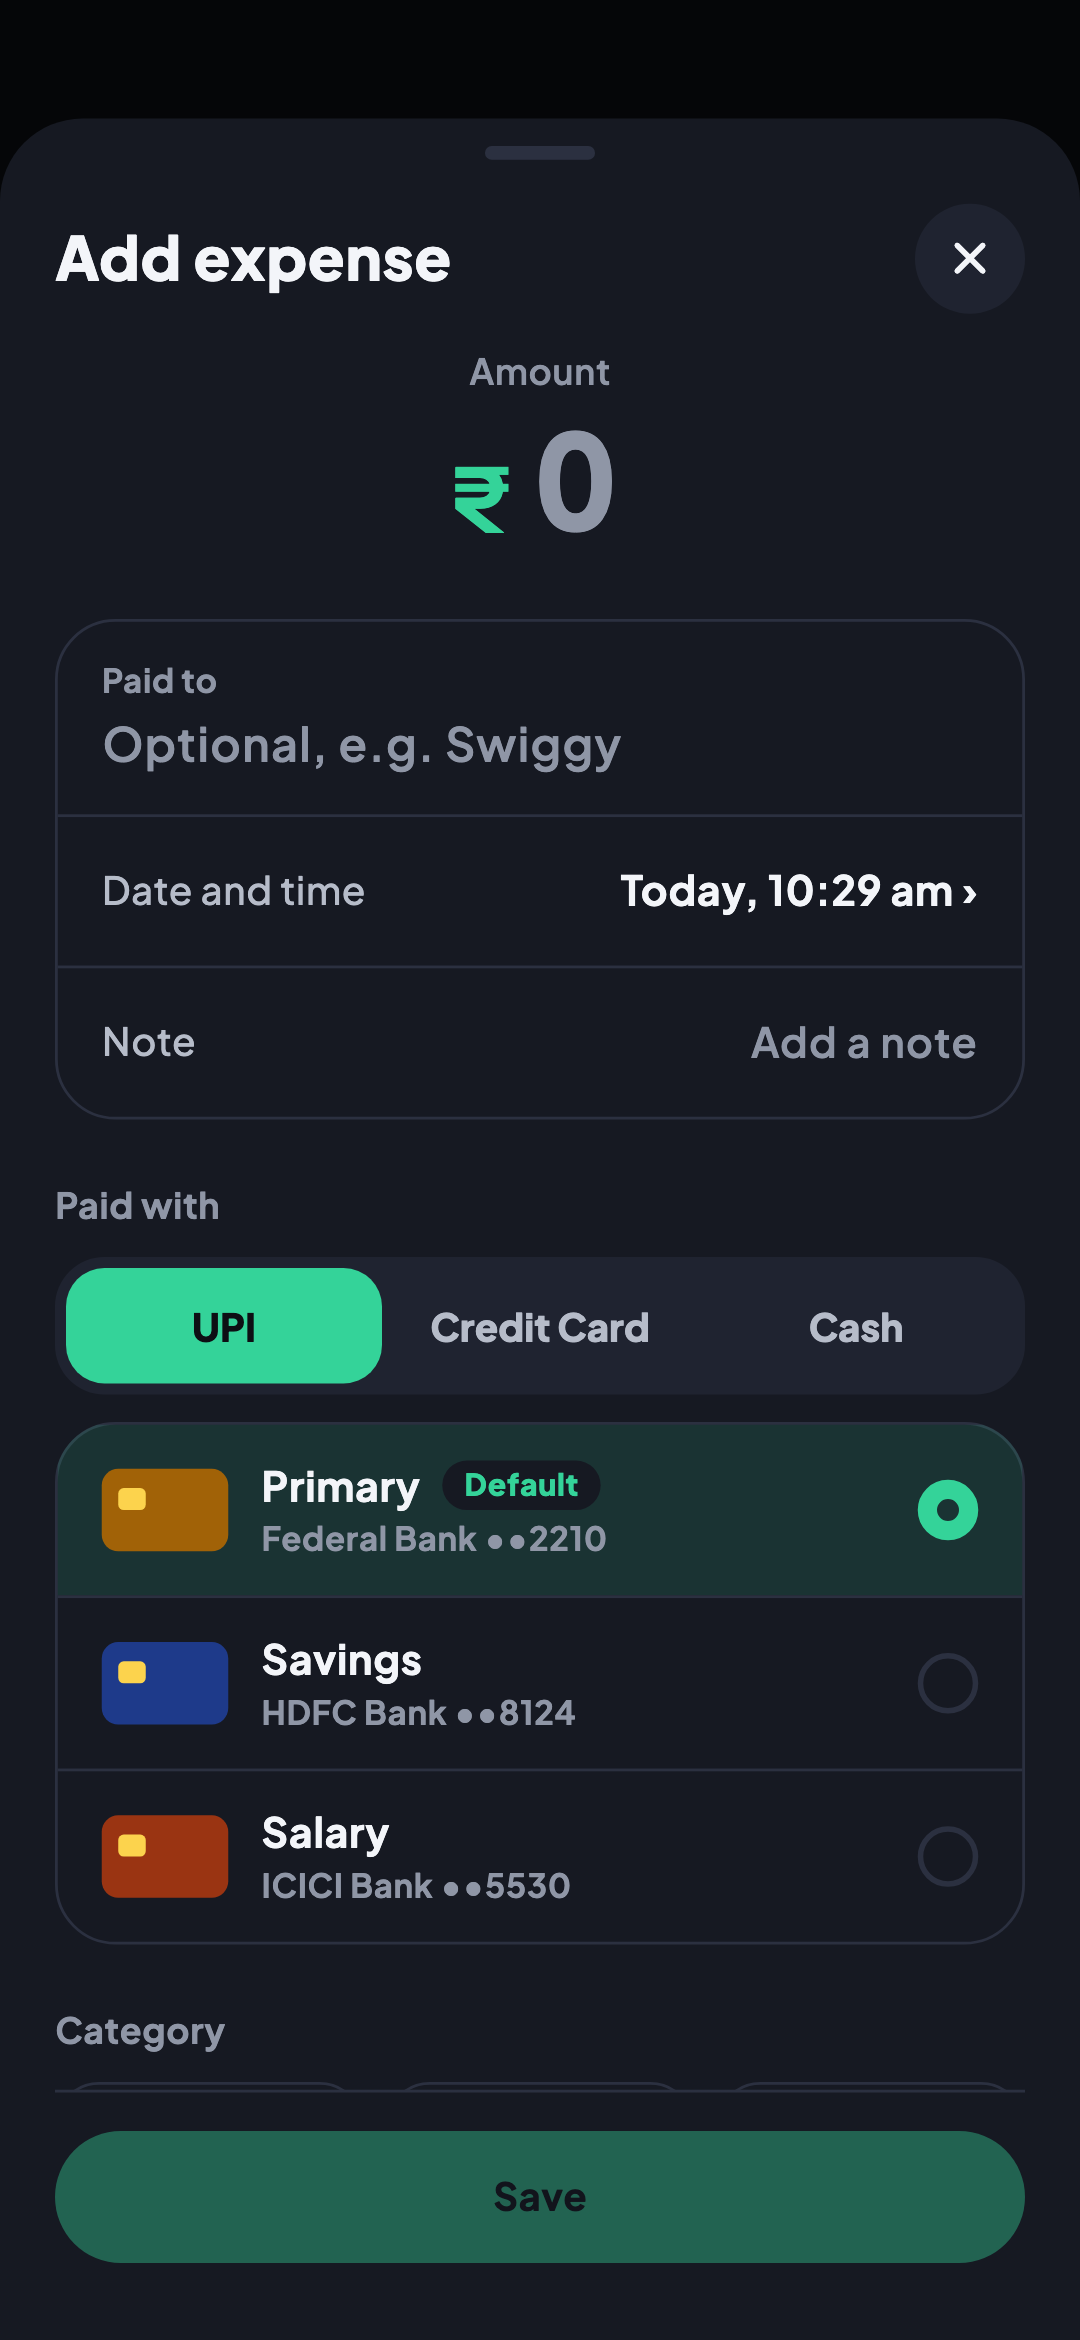 Add expense
Amount
₹ 0
Paid to
Optional, e.g. Swiggy
Date and time Today, 10:29 am ›
Note Add a note
Paid with
UPI Credit Card Cash
Primary Default
Federal Bank ••2210
Savings
HDFC Bank ••8124
Salary
ICICI Bank ••5530
Category
Save